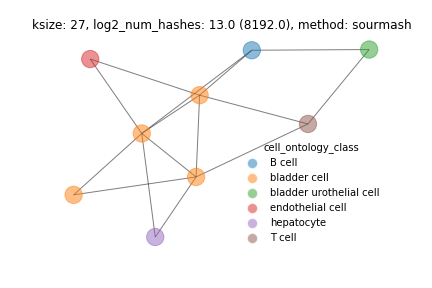 ksize: 27, log2_num_hashes: 13.0 (8192.0), method: sourmash
cell_ontology_class
B cell
bladder cell
bladder urothelial cell
endothelial cell
hepatocyte
T cell